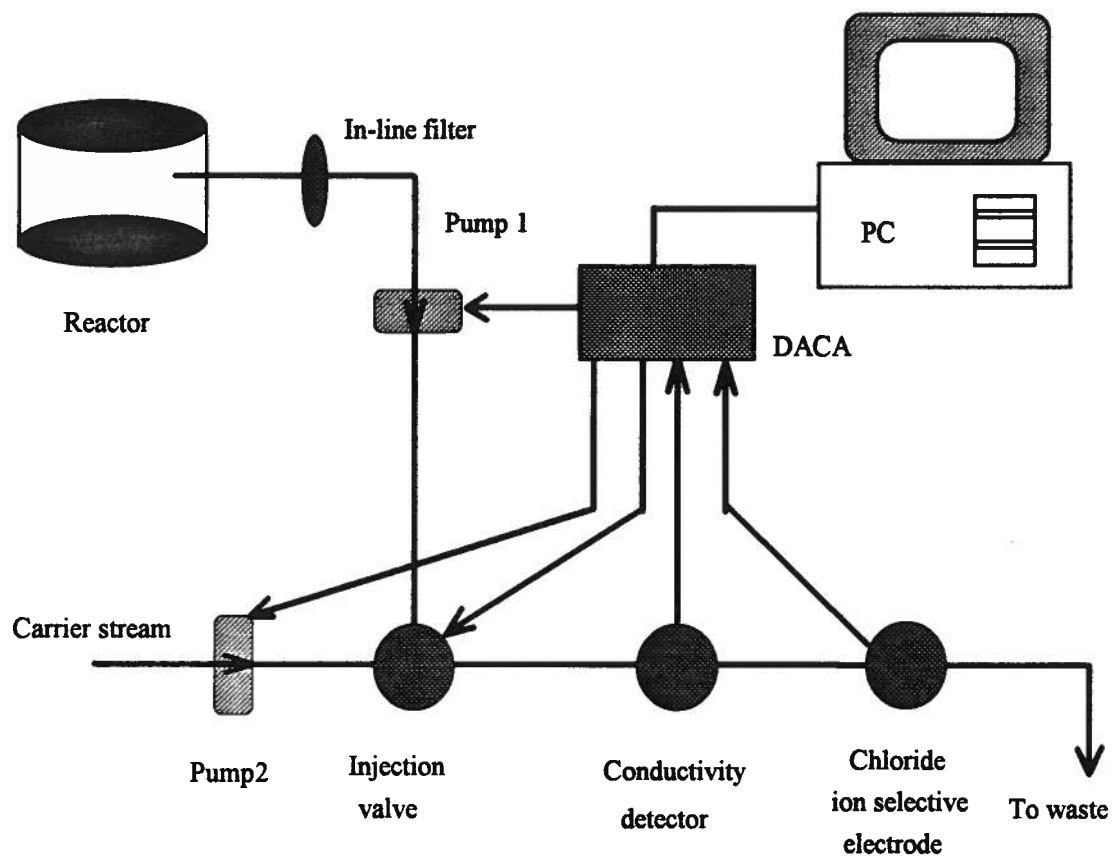 In-line filter
Pump 1
PC
Reactor
DACA
Carrier stream
Pump2
Injection
valve
Conductivity
detector
Chloride
ion selective
electrode
To waste